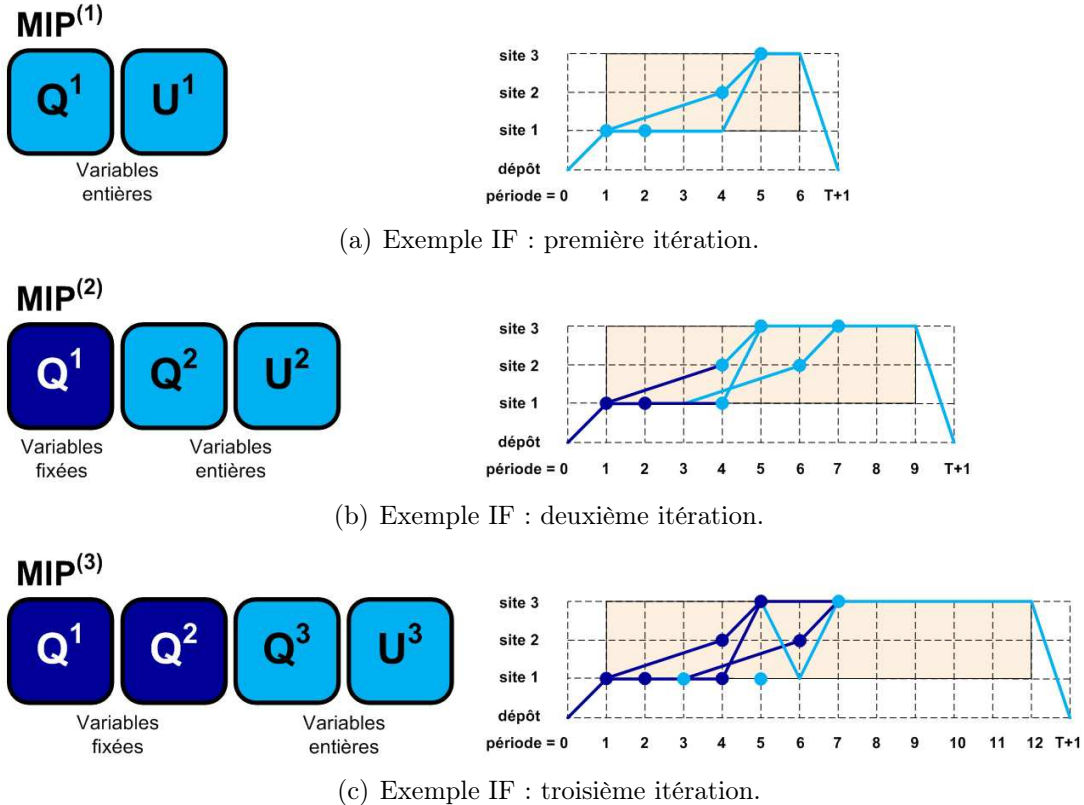 MIP(1)
Q1 U1
Variables
entières
site 3
site 2
site 1
dépôt
période = 0 1 2 3 4 5 6 T+1
(a) Exemple IF : première itération.
MIP(2)
Q1 Q2 U2
Variables
fixées
Variables
entières
site 3
site 2
site 1
dépôt
période = 0 1 2 3 4 5 6 7 8 9 T+1
(b) Exemple IF : deuxième itération.
MIP(3)
Q1 Q2 Q3 U3
Variables
fixées
Variables
entières
site 3
site 2
site 1
dépôt
période = 0 1 2 3 4 5 6 7 8 9 10 11 12 T+1
(c) Exemple IF : troisième itération.